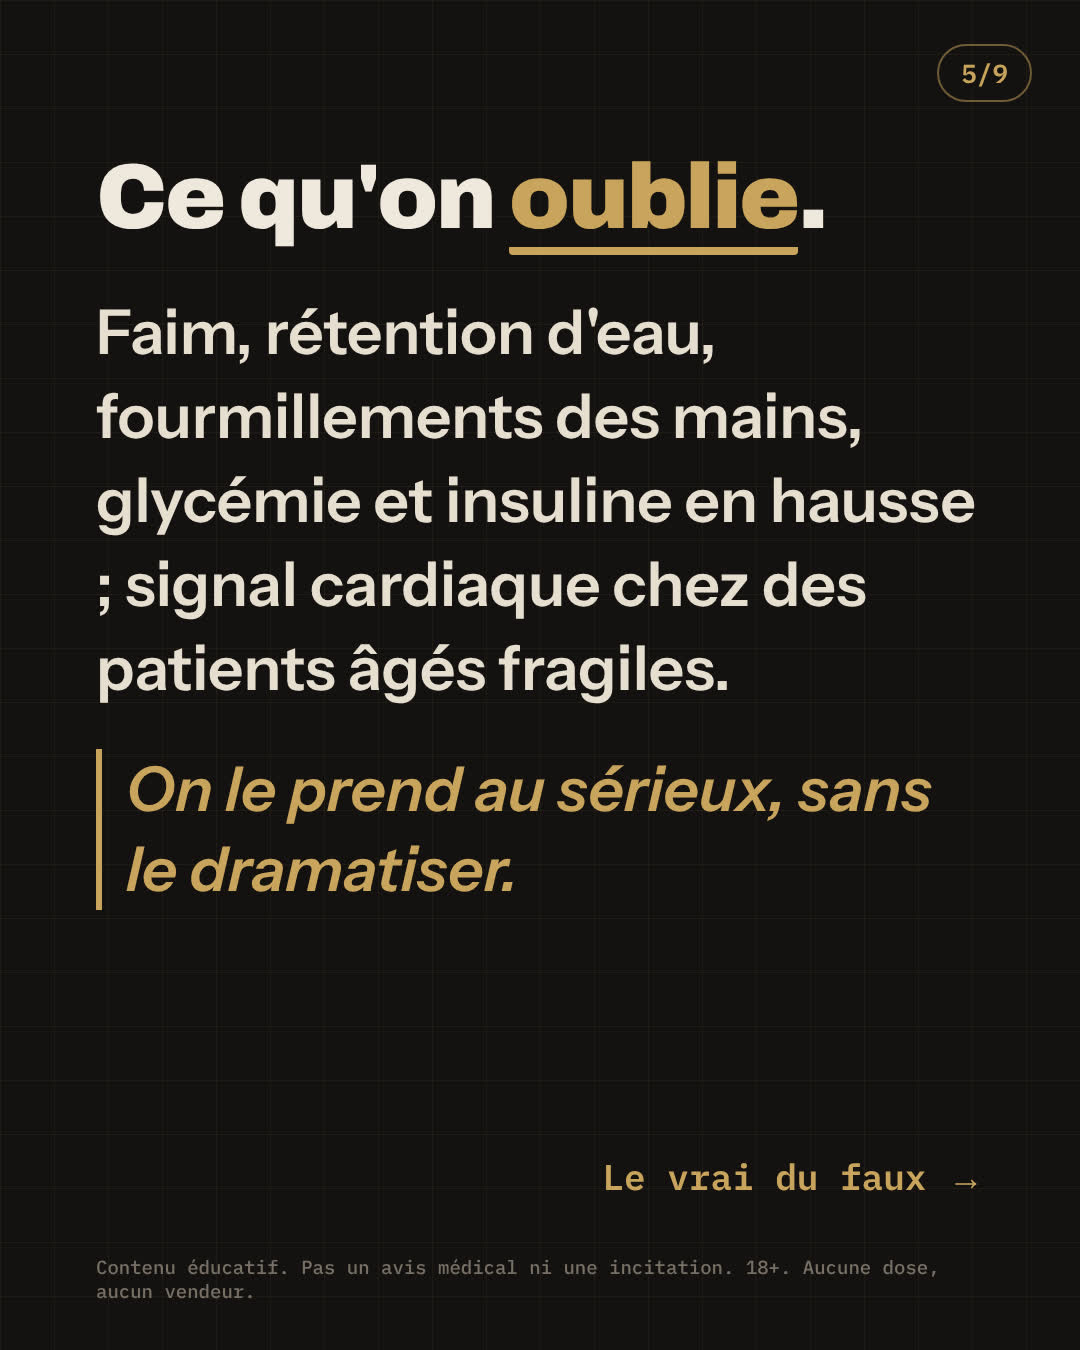 5/9
Ce qu'on oublie.
Faim, rétention d'eau,
fourmillements des mains,
glycémie et insuline en hausse
; signal cardiaque chez des
patients âgés fragiles.
On le prend au sérieux, sans
le dramatiser.
Le vrai du faux →
Contenu éducatif. Pas un avis médical ni une incitation. 18+. Aucune dose,
aucun vendeur.